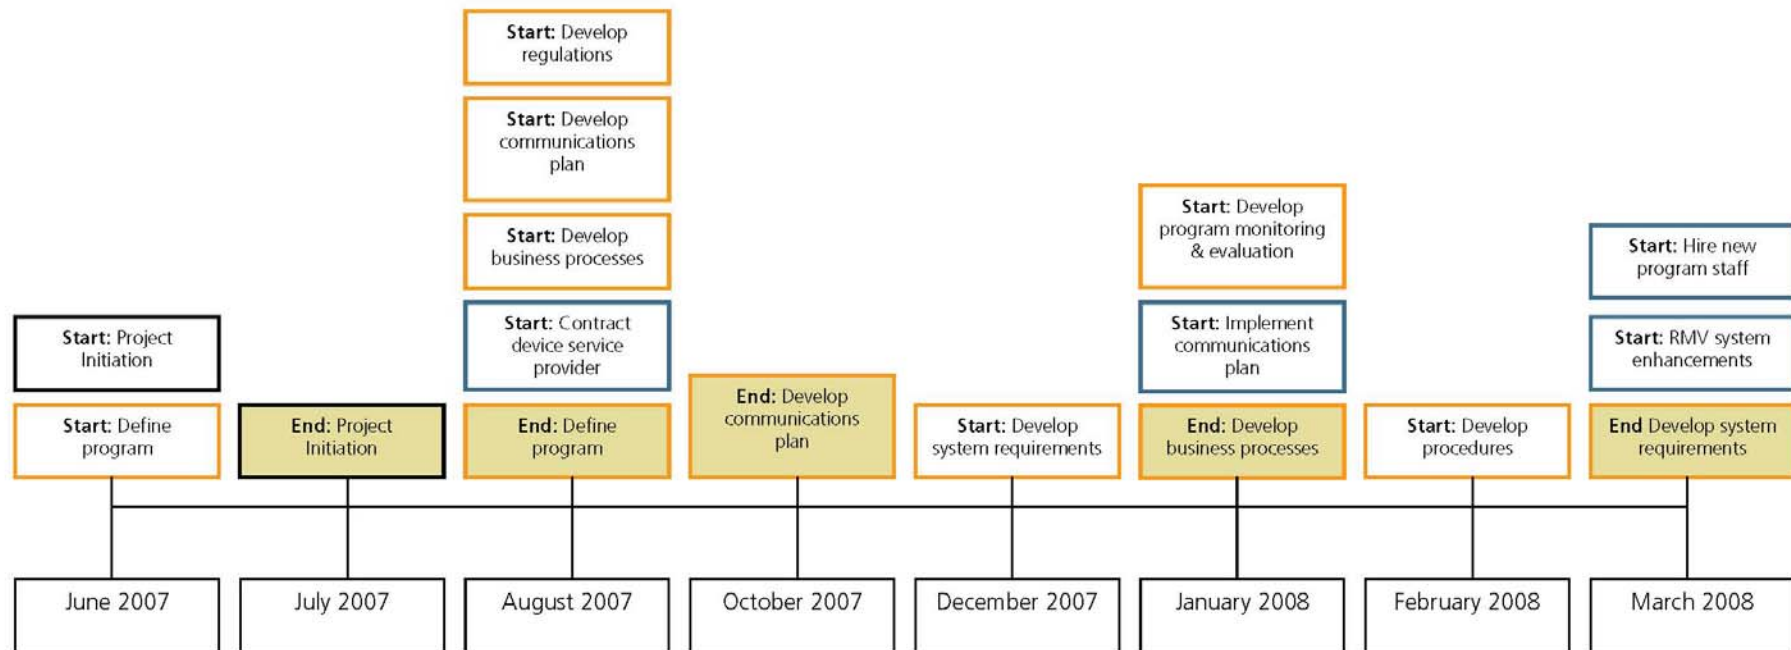 Start: Develop
regulations
Start: Develop
communications
plan
Start: Develop
business processes
Start: Contract
device service
provider
End: Define
program
Start: Project
Initiation
Start: Define
program
End: Project
Initiation
End: Develop
communications
plan
Start: Develop
system requirements
Start: Develop
program monitoring
& evaluation
Start: Implement
communications
plan
End: Develop
business processes
Start: Develop
procedures
Start: Hire new
program staff
Start: RMV system
enhancements
End Develop system
requirements
June 2007
July 2007
August 2007
October 2007
December 2007
January 2008
February 2008
March 2008